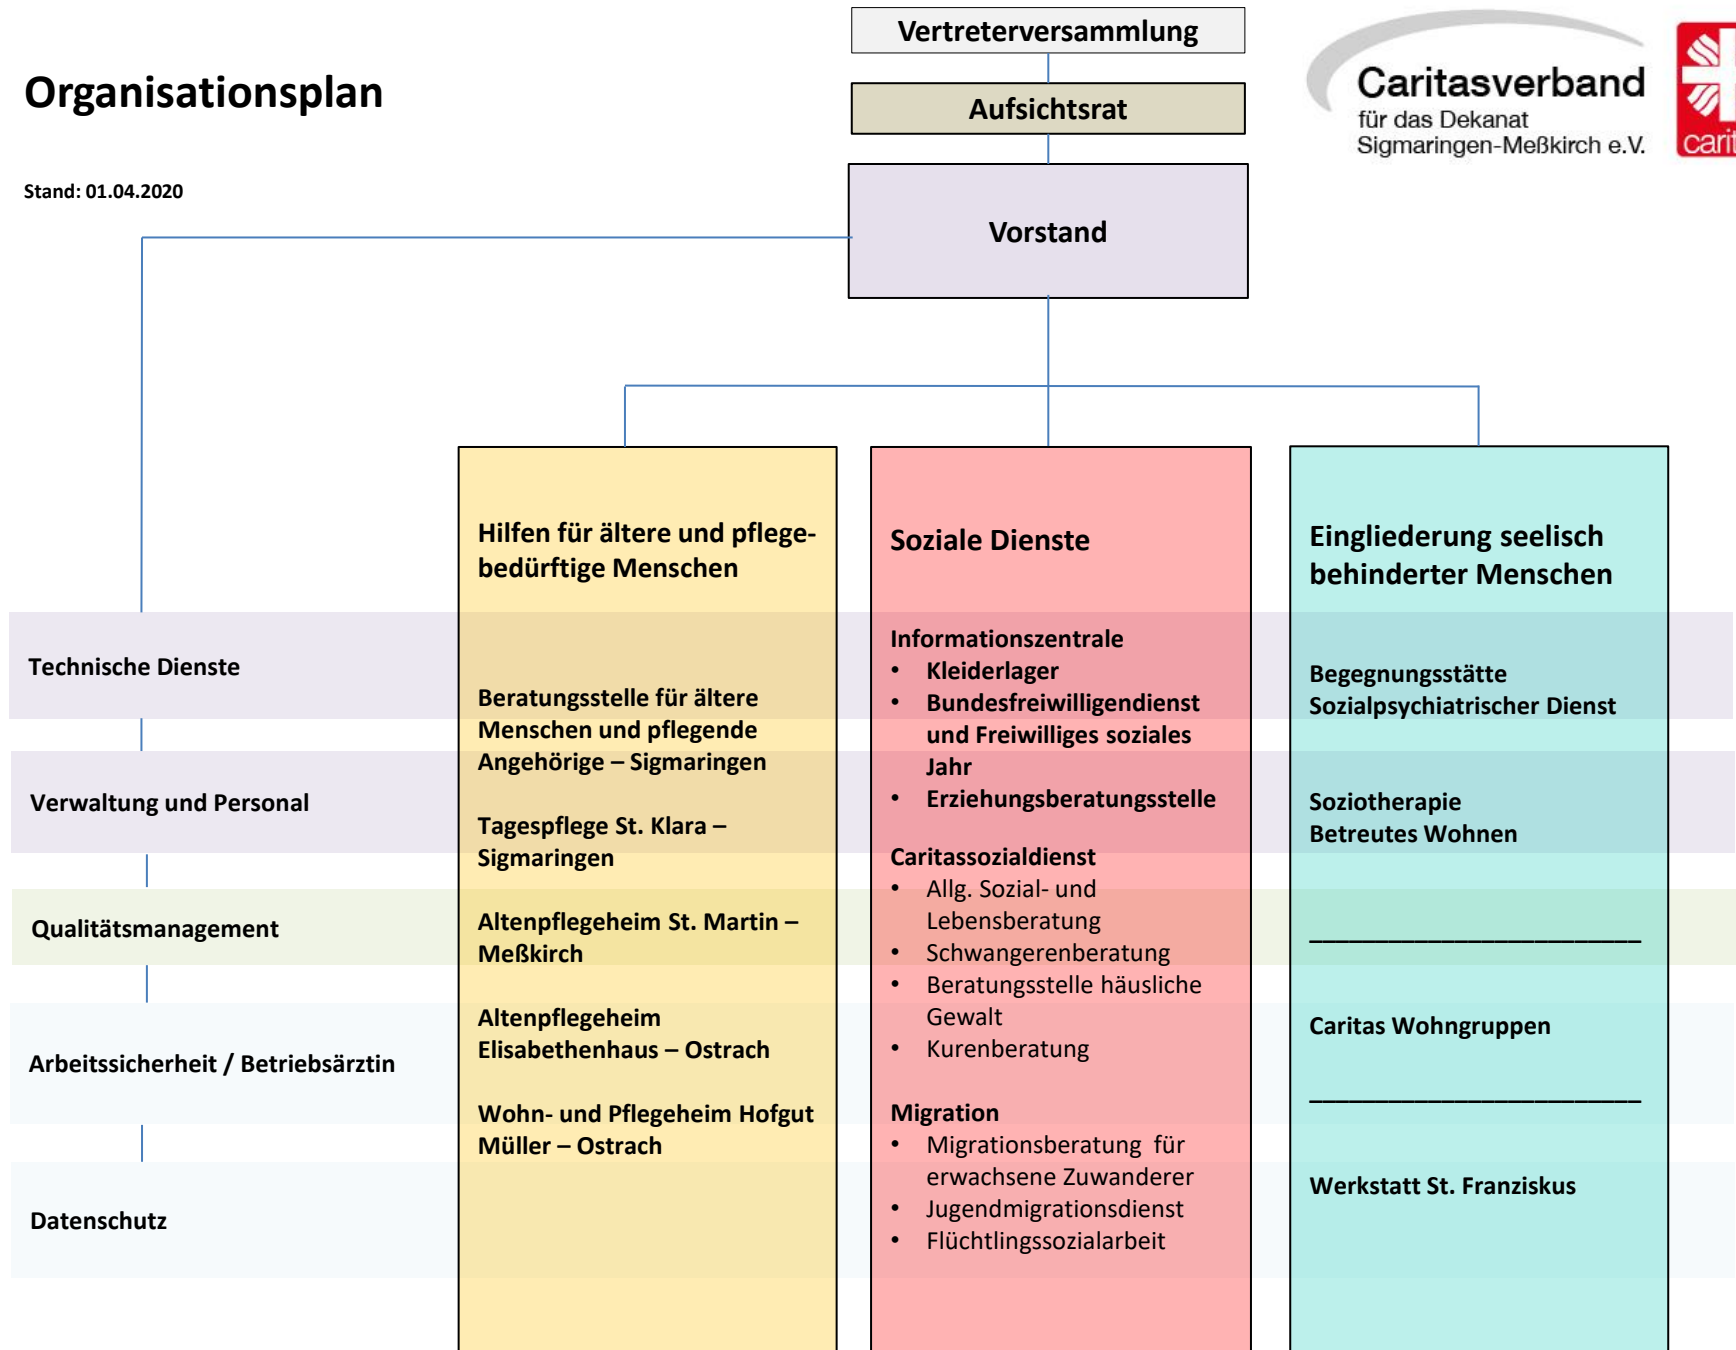 Organisationsplan
Stand: 01.04.2020
Vertreterversammlung
Aufsichtsrat
Vorstand
Caritasverband
für das Dekanat
Sigmaringen-Meßkirch e.V.
carit
Technische Dienste
Verwaltung und Personal
Qualitätsmanagement
Arbeitssicherheit / Betriebsärztin
Datenschutz
Hilfen für ältere und pflege-
bedürftige Menschen
Beratungsstelle für ältere
Menschen und pflegende
Angehörige – Sigmaringen
Tagespflege St. Klara –
Sigmaringen
Altenpflegeheim St. Martin –
Meßkirch
Altenpflegeheim
Elisabethenhaus – Ostrach
Wohn- und Pflegeheim Hofgut
Müller – Ostrach
Soziale Dienste
Informationszentrale
• Kleiderlager
• Bundesfreiwilligendienst
und Freiwilliges soziales
Jahr
• Erziehungsberatungsstelle
Caritassozialdienst
• Allg. Sozial- und
Lebensberatung
• Schwangerenberatung
• Beratungsstelle häusliche
Gewalt
• Kurenberatung
Migration
• Migrationsberatung für
erwachsene Zuwanderer
• Jugendmigrationsdienst
• Flüchtlingssozialarbeit
Eingliederung seelisch
behinderter Menschen
Begegnungsstätte
Sozialpsychiatrischer Dienst
Soziotherapie
Betreutes Wohnen
Caritas Wohngruppen
Werkstatt St. Franziskus